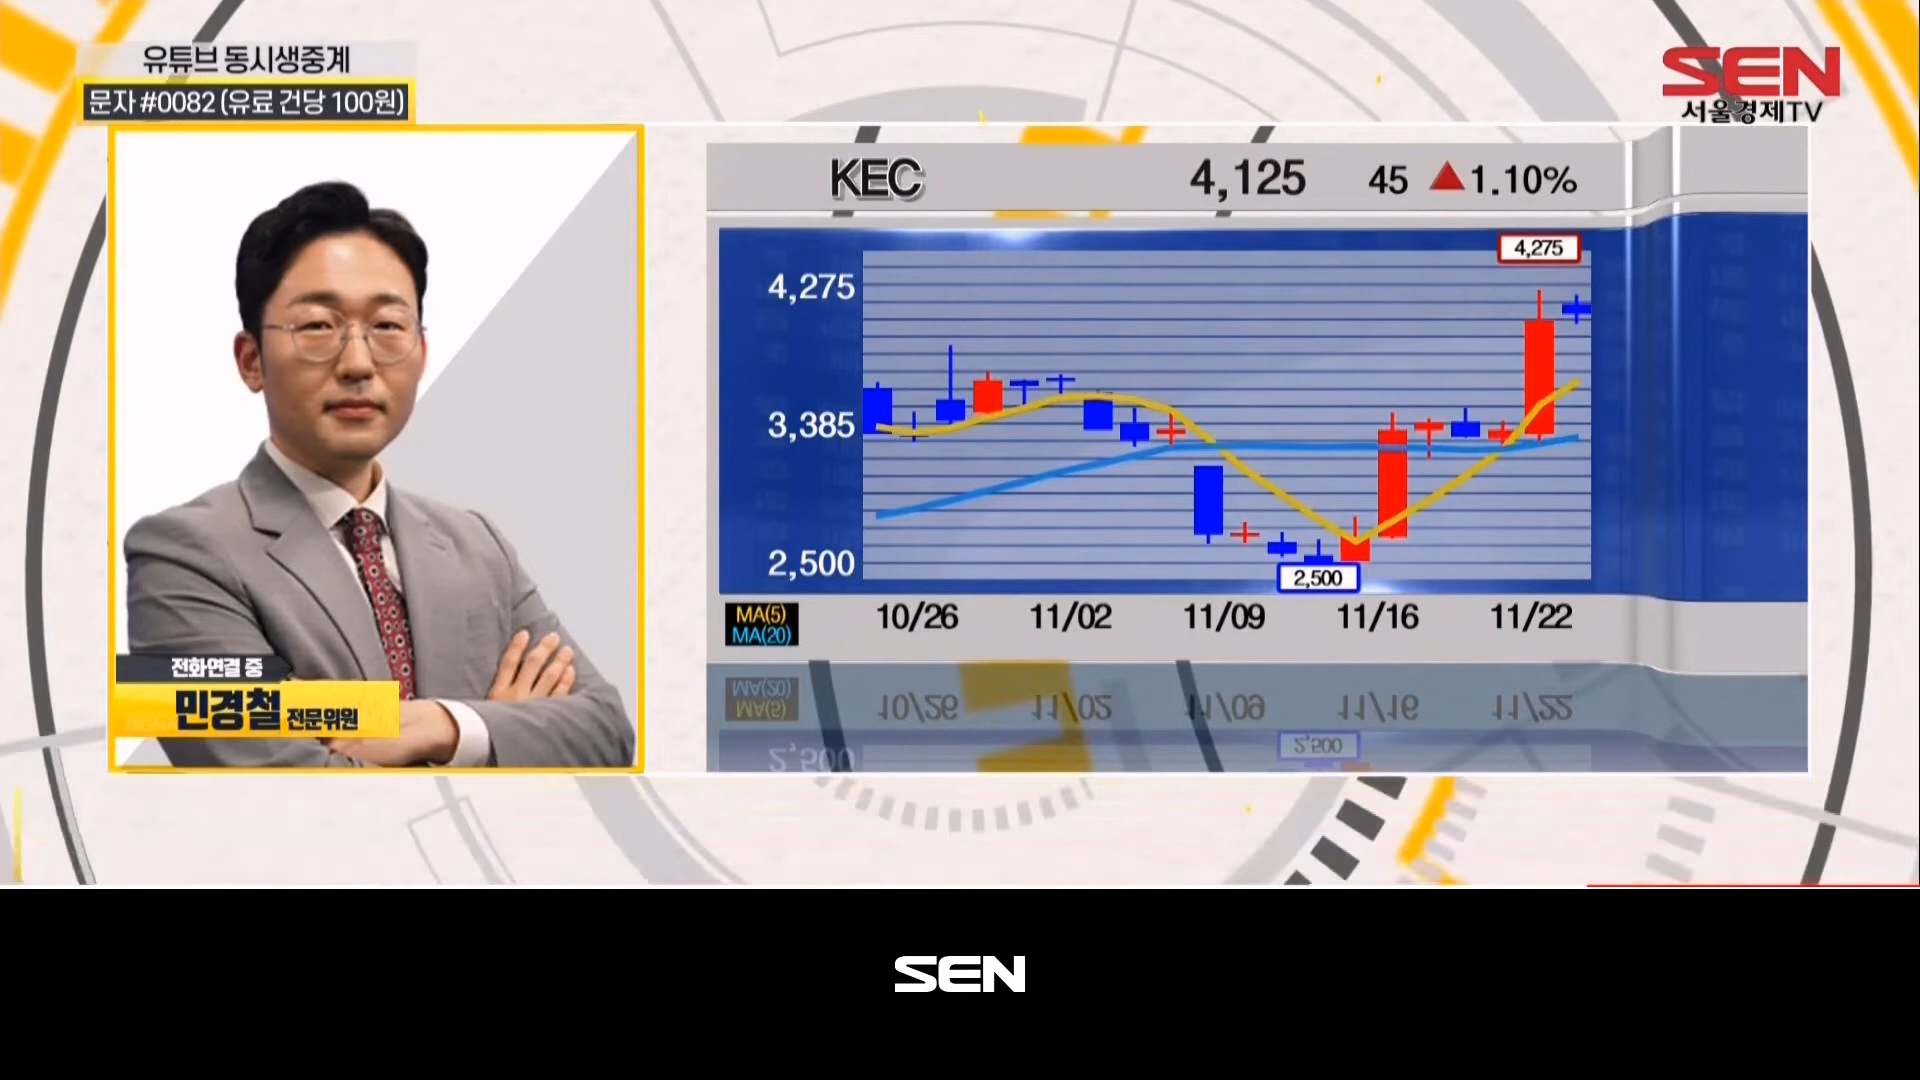 유튜브 동시생중계
문자 #0082 (유료 건당 100원)
SEN
서울경제TV
KEC 4,125 45 ▲1.10%
4,275
4,275
3,385
2,500
2,500
MA(5)
MA(20)
10/26 11/02 11/09 11/16 11/22
전화연결 중
민경철 전문위원
SEN